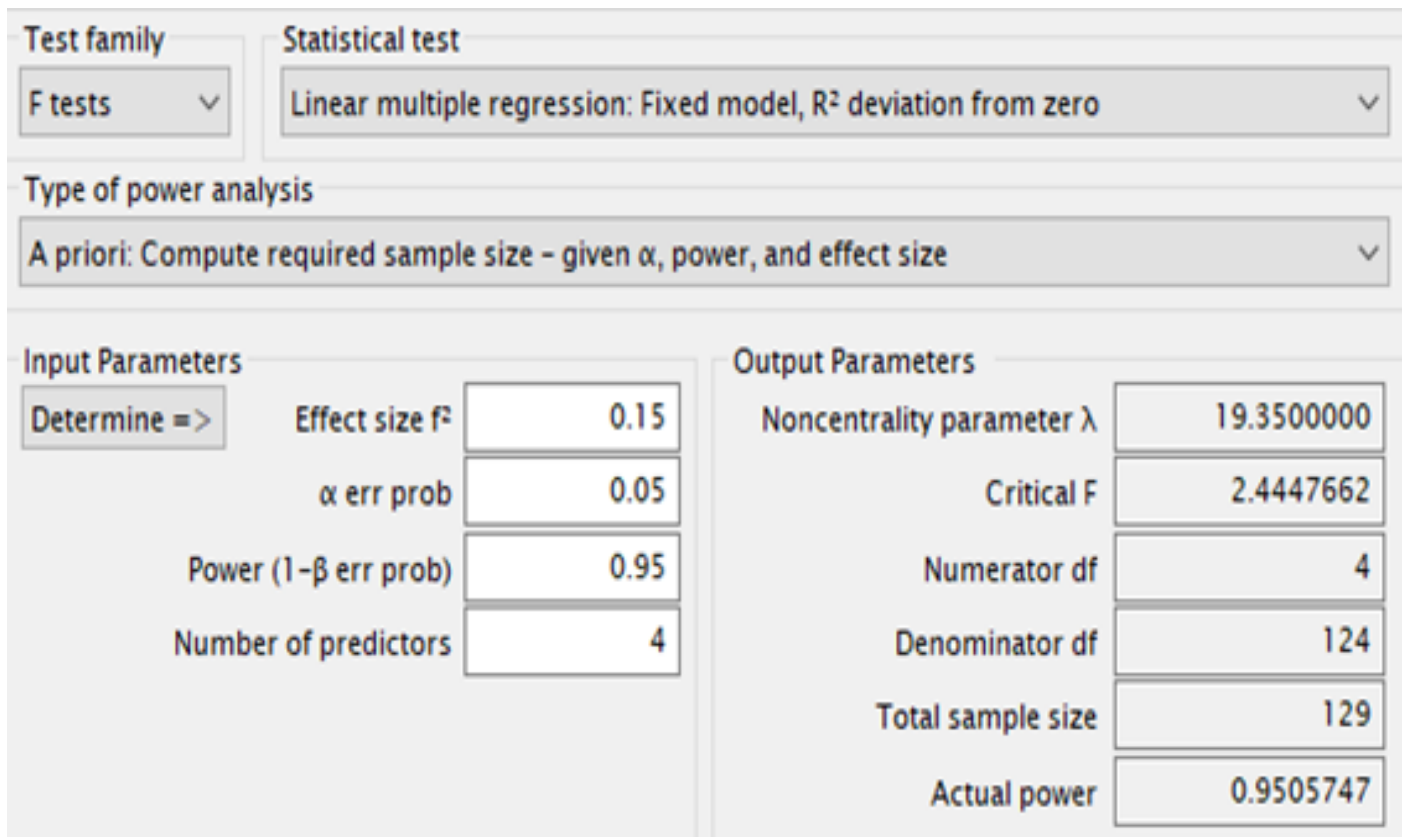 Test family
Statistical test
F tests
Linear multiple regression: Fixed model, R² deviation from zero
Type of power analysis
A priori: Compute required sample size – given α, power, and effect size
Input Parameters
Determine =>
Effect size f² 0.15
α err prob 0.05
Power (1–β err prob) 0.95
Number of predictors 4
Output Parameters
Noncentrality parameter λ 19.3500000
Critical F 2.4447662
Numerator df 4
Denominator df 124
Total sample size 129
Actual power 0.9505747